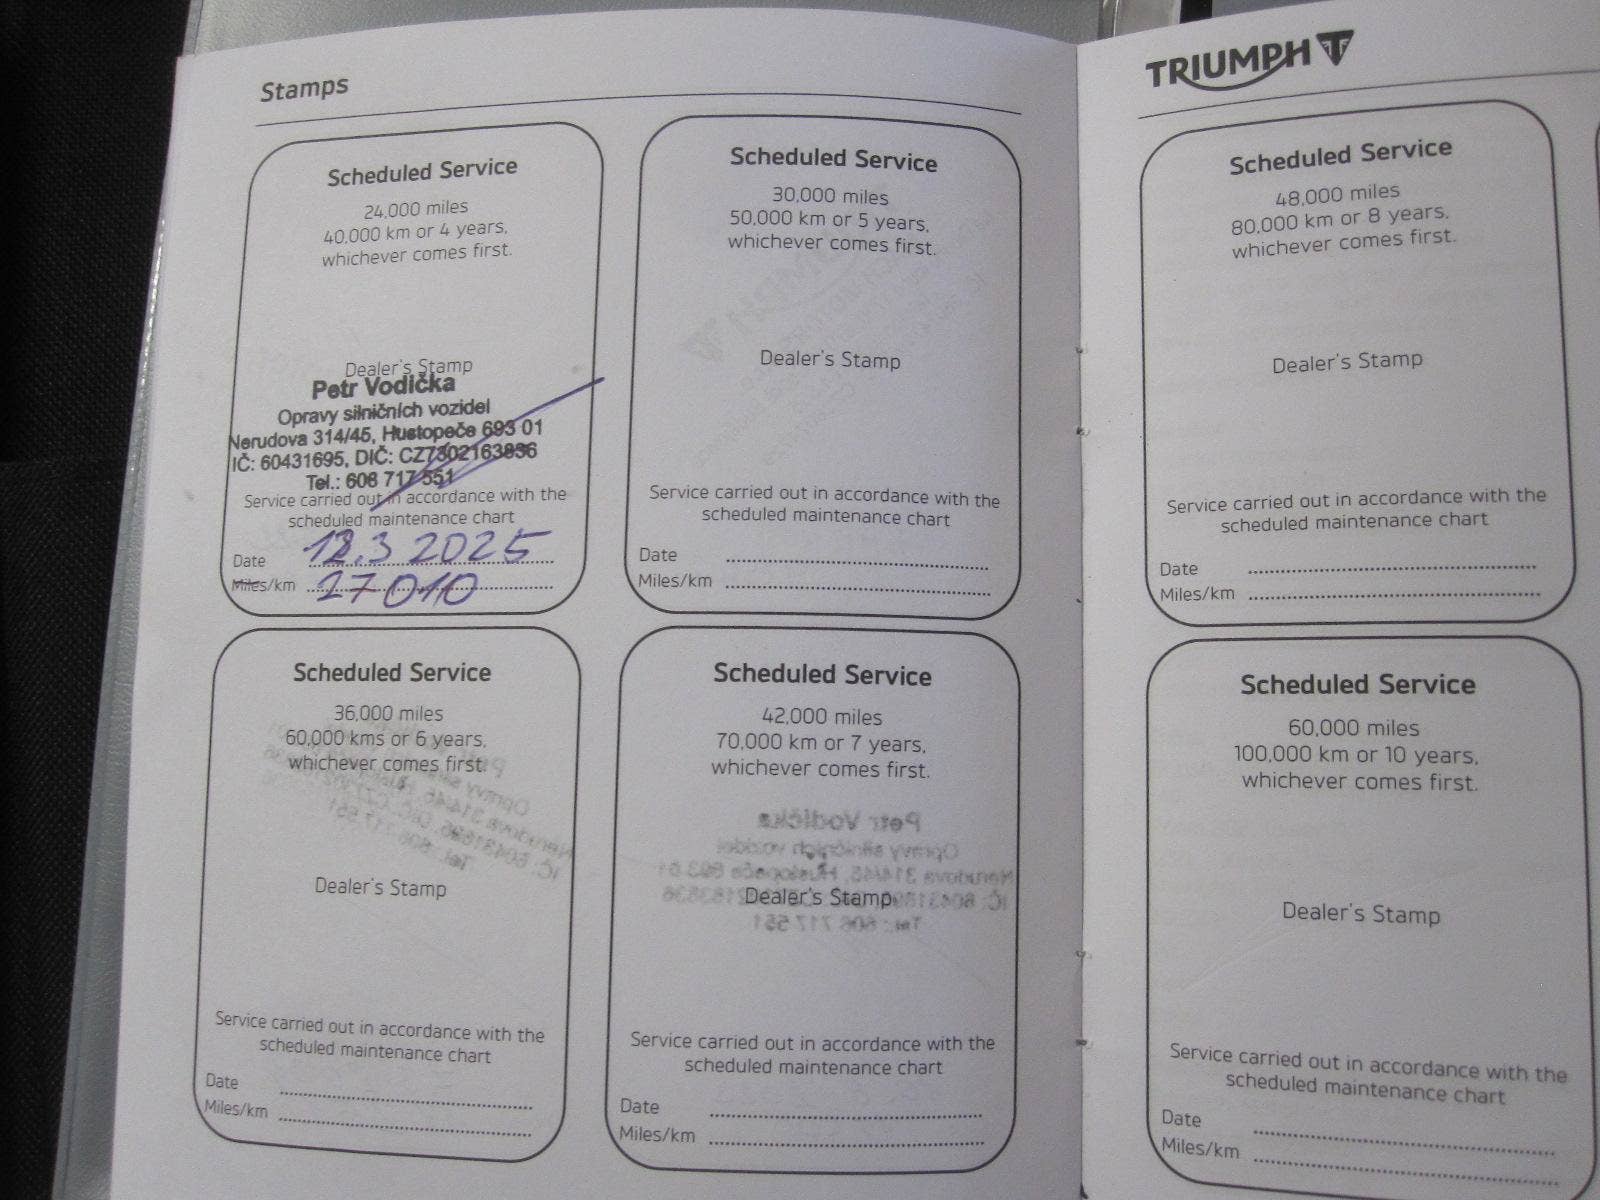 Stamps
Scheduled Service
24,000 miles
40,000 km or 4 years,
whichever comes first.
Dealer's Stamp
Petr Vodička
Opravy silničních vozidel
Nerudova 314/45, Hustopeče 693 01
IČ: 60431695, DIČ: CZ7302163836
Tel.: 606 717 551
Service carried out in accordance with the
scheduled maintenance chart
Date 12.3 2025
Miles/km 27010
Scheduled Service
30,000 miles
50,000 km or 5 years,
whichever comes first.
Dealer's Stamp
Service carried out in accordance with the
scheduled maintenance chart
Date
Miles/km
Scheduled Service
36,000 miles
60,000 kms or 6 years,
whichever comes first.
Dealer's Stamp
Service carried out in accordance with the
scheduled maintenance chart
Date
Miles/km
Scheduled Service
42,000 miles
70,000 km or 7 years,
whichever comes first.
Dealer's Stamp
Service carried out in accordance with the
scheduled maintenance chart
Date
Miles/km
TRIUMPH
Scheduled Service
48,000 miles
80,000 km or 8 years,
whichever comes first.
Dealer's Stamp
Service carried out in accordance with the
scheduled maintenance chart
Date
Miles/km
Scheduled Service
60,000 miles
100,000 km or 10 years,
whichever comes first.
Dealer's Stamp
Service carried out in accordance with the
scheduled maintenance chart
Date
Miles/km